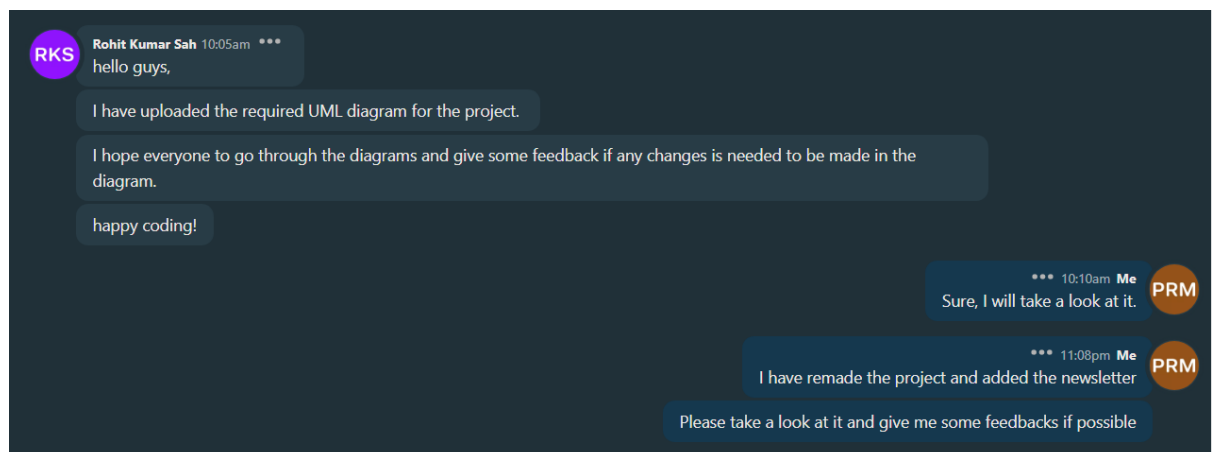 RKS
Rohit Kumar Sah 10:05am •••
hello guys,
I have uploaded the required UML diagram for the project.
I hope everyone to go through the diagrams and give some feedback if any changes is needed to be made in the
diagram.
happy coding!
••• 10:10am Me
PRM
Sure, I will take a look at it.
••• 11:08pm Me
PRM
I have remade the project and added the newsletter
Please take a look at it and give me some feedbacks if possible